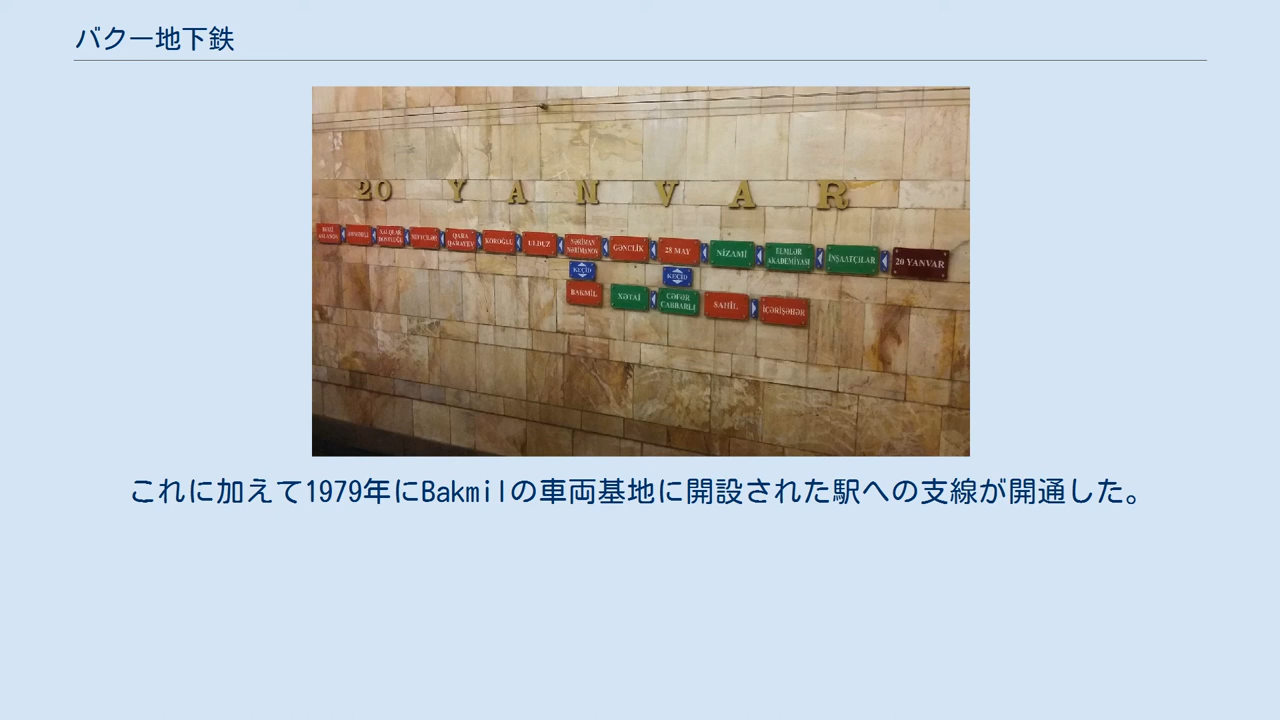 バクー地下鉄
20 YANVAR
HƏZİ ASLANOV
ƏHMƏDLİ
XALQLAR DOSTLUĞU
NEFTÇİLƏR
QARA QARAYEV
KOROĞLU
ULDUZ
NƏRİMAN NƏRİMANOV
GƏNCLİK
28 MAY
NİZAMİ
ELMLƏR AKADEMİYASI
İNŞAATÇILAR
20 YANVAR
KEÇİD
KEÇİD
BAKMİL
XƏTAİ
CƏFƏR CABBARLI
SAHİL
İÇƏRİŞƏHƏR
これに加えて1979年にBakmilの車両基地に開設された駅への支線が開通した。